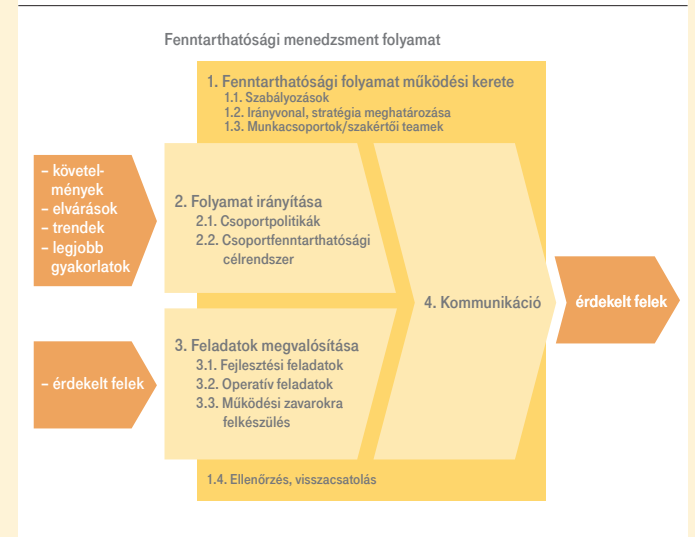 Fenntarthatósági menedzsment folyamat
1. Fenntarthatósági folyamat működési kerete
1.1. Szabályozások
1.2. Irányvonal, stratégia meghatározása
1.3. Munkacsoportok/szakértői teamek
– követel-
mények
– elvárások
– trendek
– legjobb
gyakorlatok
2. Folyamat irányítása
2.1. Csoportpolitikák
2.2. Csoportfenntarthatósági
célrendszer
4. Kommunikáció
érdekelt felek
– érdekelt felek
3. Feladatok megvalósítása
3.1. Fejlesztési feladatok
3.2. Operatív feladatok
3.3. Működési zavarokra
felkészülés
1.4. Ellenőrzés, visszacsatolás